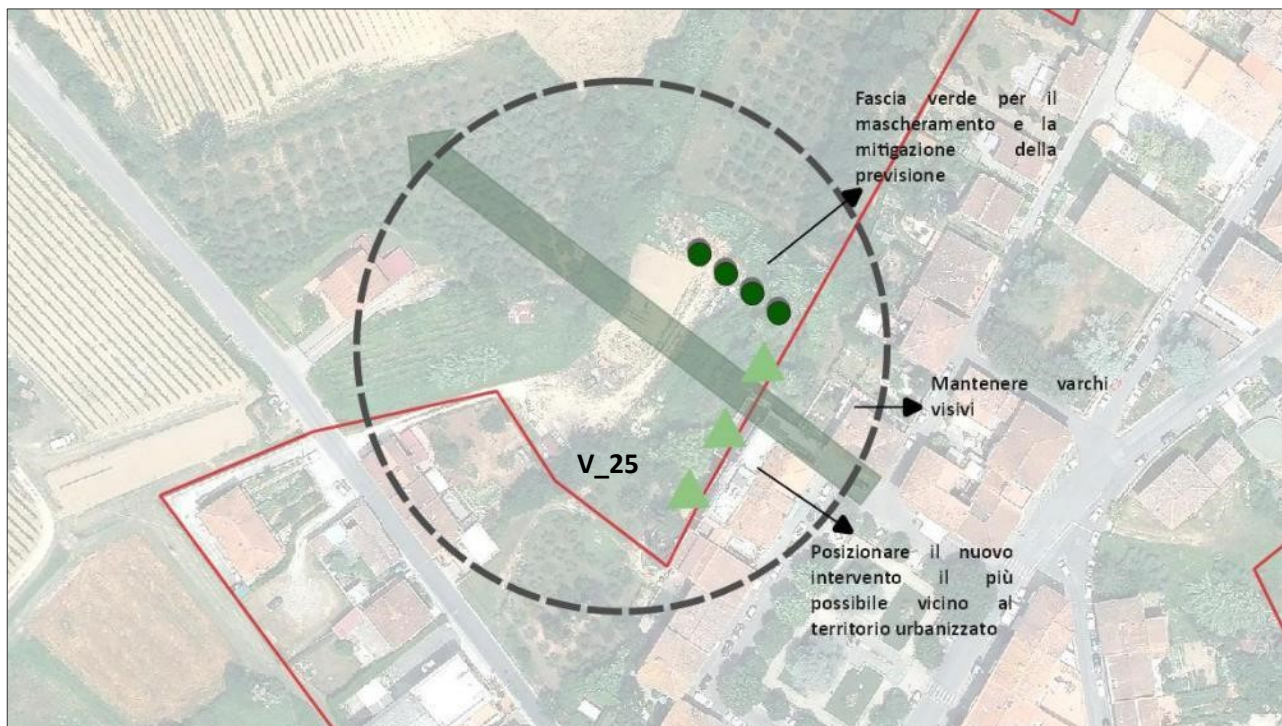 Fascia verde per il
mascheramento e la
mitigazione della
previsione
Mantenere varchi
visivi
V_25
Posizionare il nuovo
intervento il più
possibile vicino al
territorio urbanizzato